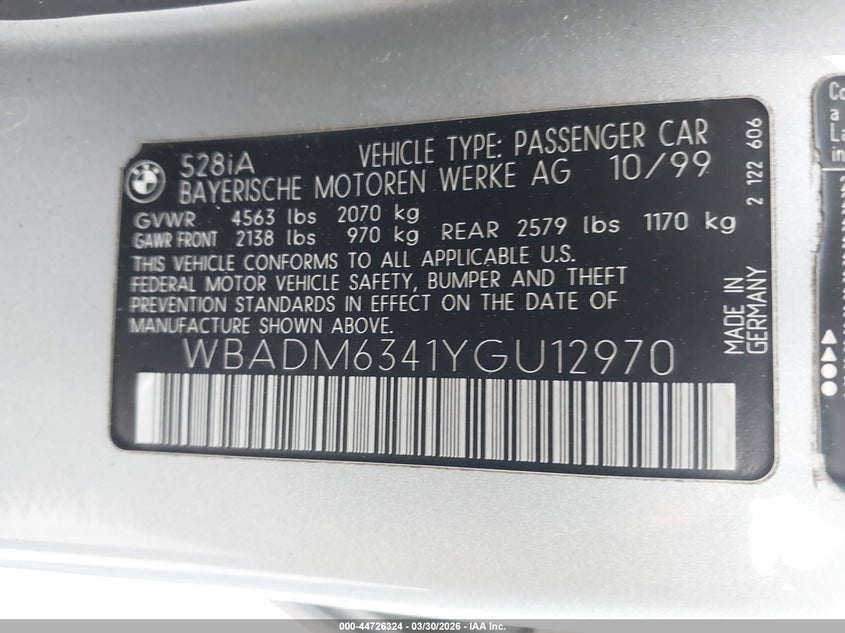 528iA VEHICLE TYPE: PASSENGER CAR
BAYERISCHE MOTOREN WERKE AG 10/99
GVWR 4563 lbs 2070 kg
GAWR FRONT 2138 lbs 970 kg REAR 2579 lbs 1170 kg
THIS VEHICLE CONFORMS TO ALL APPLICABLE U.S.
FEDERAL MOTOR VEHICLE SAFETY, BUMPER AND THEFT
PREVENTION STANDARDS IN EFFECT ON THE DATE OF
MANUFACTURE SHOWN ABOVE.
WBADM6341YGU12970
2 122 606
MADE IN
GERMANY
Co
a
La
in
000-44726324 | 03/30/2026 - IAA Inc.